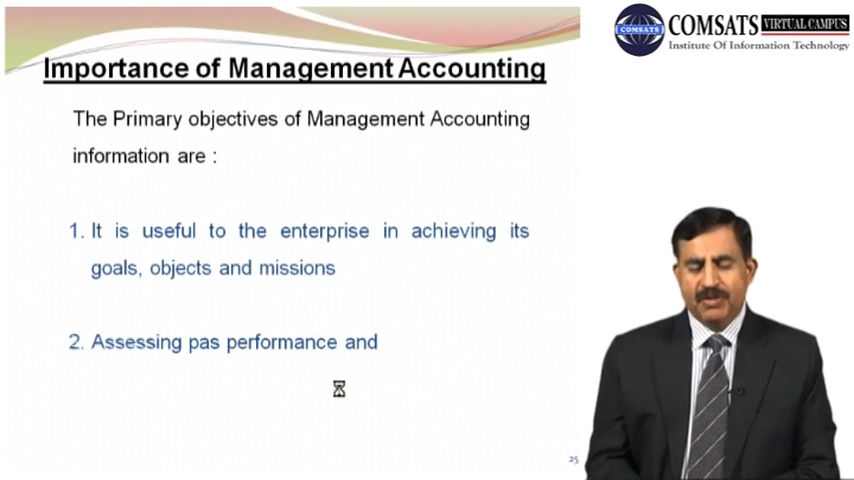 COMSATS
COMSATS VIRTUAL CAMPUS
Institute Of Information Technology
Importance of Management Accounting
The Primary objectives of Management Accounting
information are :
1. It is useful to the enterprise in achieving its
goals, objects and missions
2. Assessing pas performance and
25